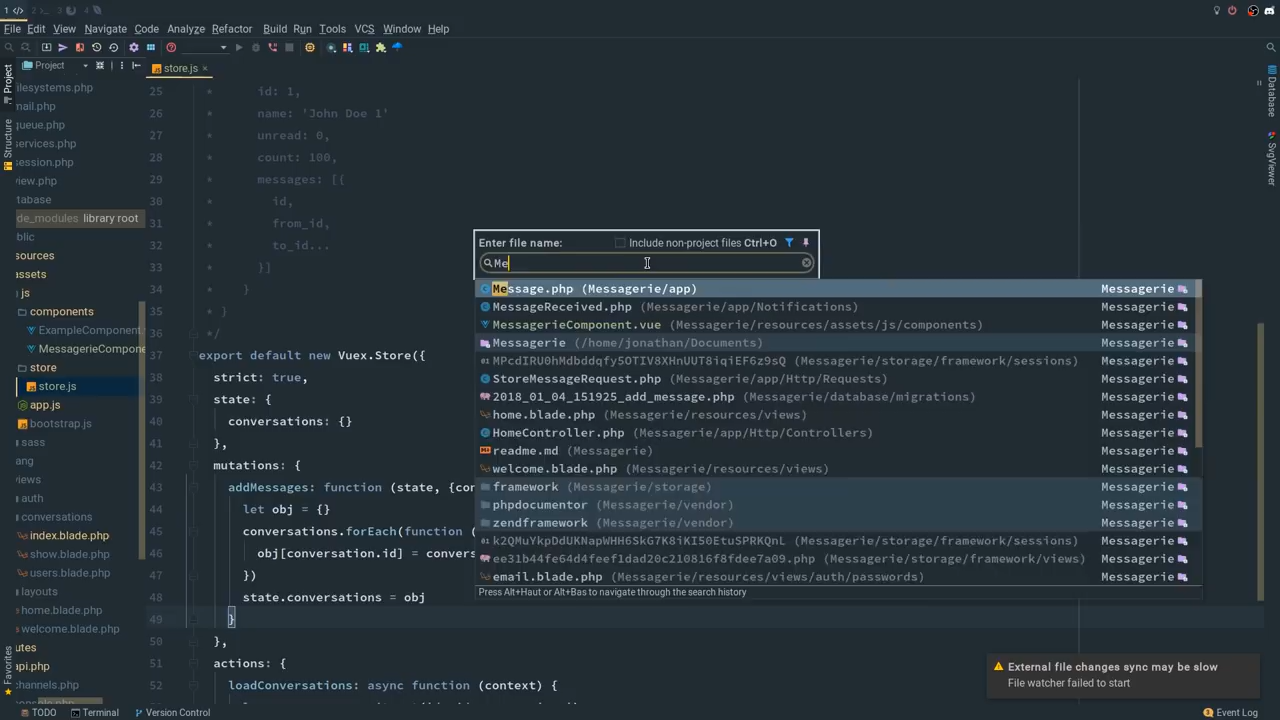 1 </> 2 3 4
File Edit View Navigate Code Analyze Refactor Build Run Tools VCS Window Help
Project
store.js
Project
Structure
Favorites
Database
SvgViewer
filesystems.php
mail.php
queue.php
services.php
session.php
view.php
database
de_modules library root
public
sources
assets
js
components
ExampleComponent.
MessagerieCompone
store
store.js
app.js
bootstrap.js
sass
lang
views
auth
conversations
index.blade.php
show.blade.php
users.blade.php
layouts
home.blade.php
welcome.blade.php
utes
api.php
channels.php
console.php
25 * id: 1,
26 * name: 'John Doe 1'
27 * unread: 0,
28 * count: 100,
29 * messages: [{
30 * id,
31 * from_id,
32 * to_id...
33 * }]
34 * }
35 * }
36 */
37 export default new Vuex.Store({
38 strict: true,
39 state: {
40 conversations: {}
41 },
42 mutations: {
43 addMessages: function (state, {con
44 let obj = {}
45 conversations.forEach(function (
46 obj[conversation.id] = convers
47 })
48 state.conversations = obj
49 }
50 },
51 actions: {
52 loadConversations: async function (context) {
Enter file name: Include non-project files Ctrl+O
Me
Message.php (Messagerie/app) Messagerie
MessageReceived.php (Messagerie/app/Notifications) Messagerie
MessagerieComponent.vue (Messagerie/resources/assets/js/components) Messagerie
Messagerie (/home/jonathan/Documents) Messagerie
MPcdIRU0hMdbddqfy5OTIV8XHnUUT8iqiEF6z9sQ (Messagerie/storage/framework/sessions) Messagerie
StoreMessageRequest.php (Messagerie/app/Http/Requests) Messagerie
2018_01_04_151925_add_message.php (Messagerie/database/migrations) Messagerie
home.blade.php (Messagerie/resources/views) Messagerie
HomeController.php (Messagerie/app/Http/Controllers) Messagerie
readme.md (Messagerie) Messagerie
welcome.blade.php (Messagerie/resources/views) Messagerie
framework (Messagerie/storage) Messagerie
phpdocumentor (Messagerie/vendor) Messagerie
zendframework (Messagerie/vendor) Messagerie
k2QMuYkpDdUKNapWHH6SkG7K8iKI50EtuSPRKQnL (Messagerie/storage/framework/sessions) Messagerie
ee31b44fe64d4feef1dad20c210816f8fdee7a09.php (Messagerie/storage/framework/views) Messagerie
email.blade.php (Messagerie/resources/views/auth/passwords) Messagerie
Press Alt+Haut or Alt+Bas to navigate through the search history
External file changes sync may be slow
File watcher failed to start
TODO Terminal Version Control Event Log